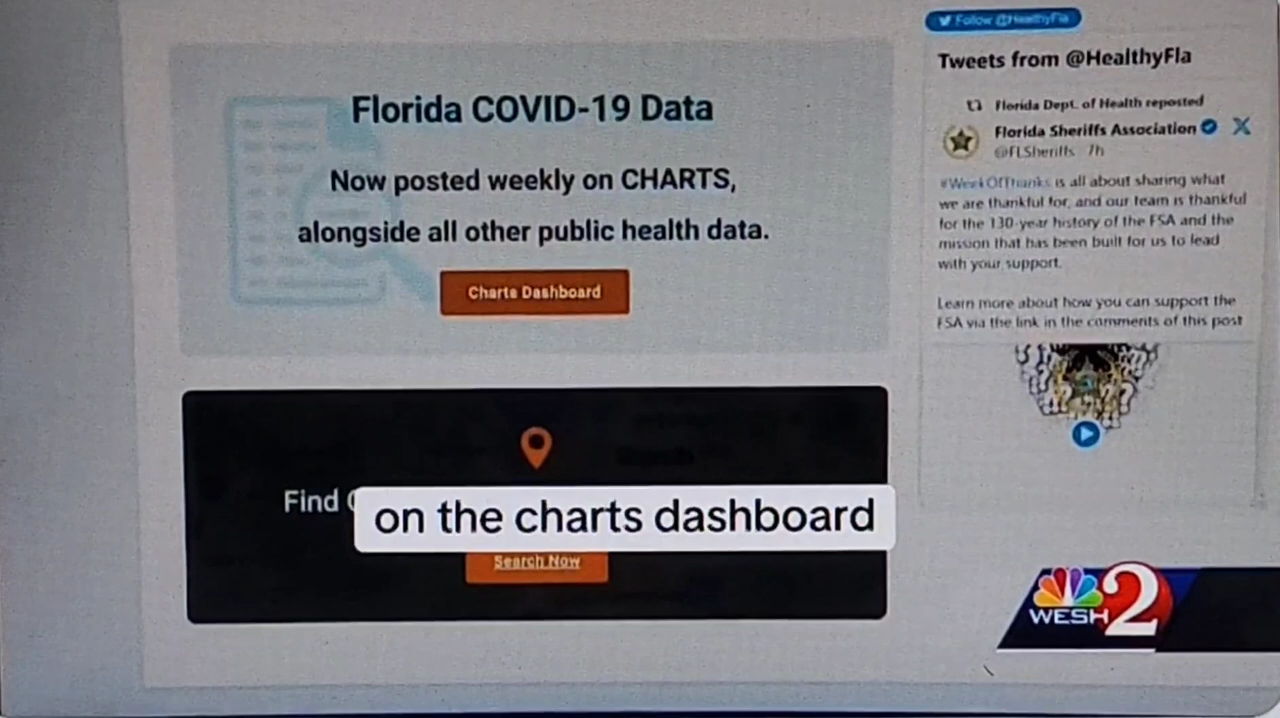 Florida COVID-19 Data
Now posted weekly on CHARTS,
alongside all other public health data.
Charts Dashboard
Find
on the charts dashboard
Search Now
Follow @HealthyFla
Tweets from @HealthyFla
Florida Dept. of Health reposted
Florida Sheriffs Association
@FLSheriffs 7h
#WeekOfThanks is all about sharing what
we are thankful for, and our team is thankful
for the 130-year history of the FSA and the
mission that has been built for us to lead
with your support.
Learn more about how you can support the
FSA via the link in the comments of this post
WESH 2